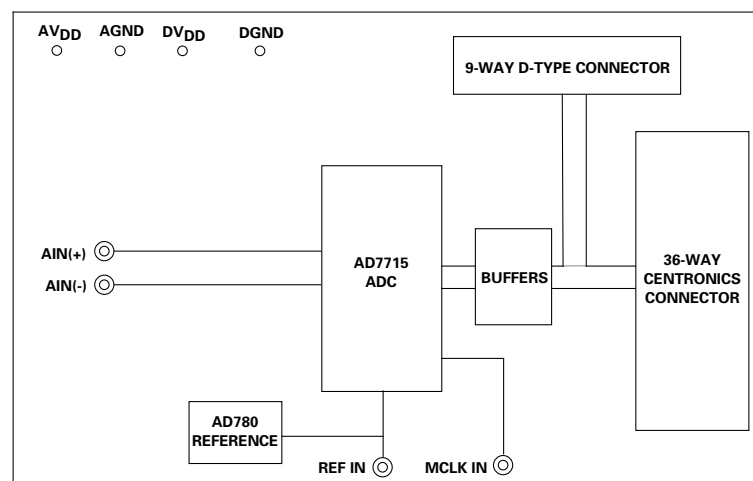 AVDD AGND DVDD DGND
9-WAY D-TYPE CONNECTOR
AIN(+)
AIN(-)
AD7715
ADC
BUFFERS
36-WAY
CENTRONICS
CONNECTOR
AD780
REFERENCE
REF IN
MCLK IN